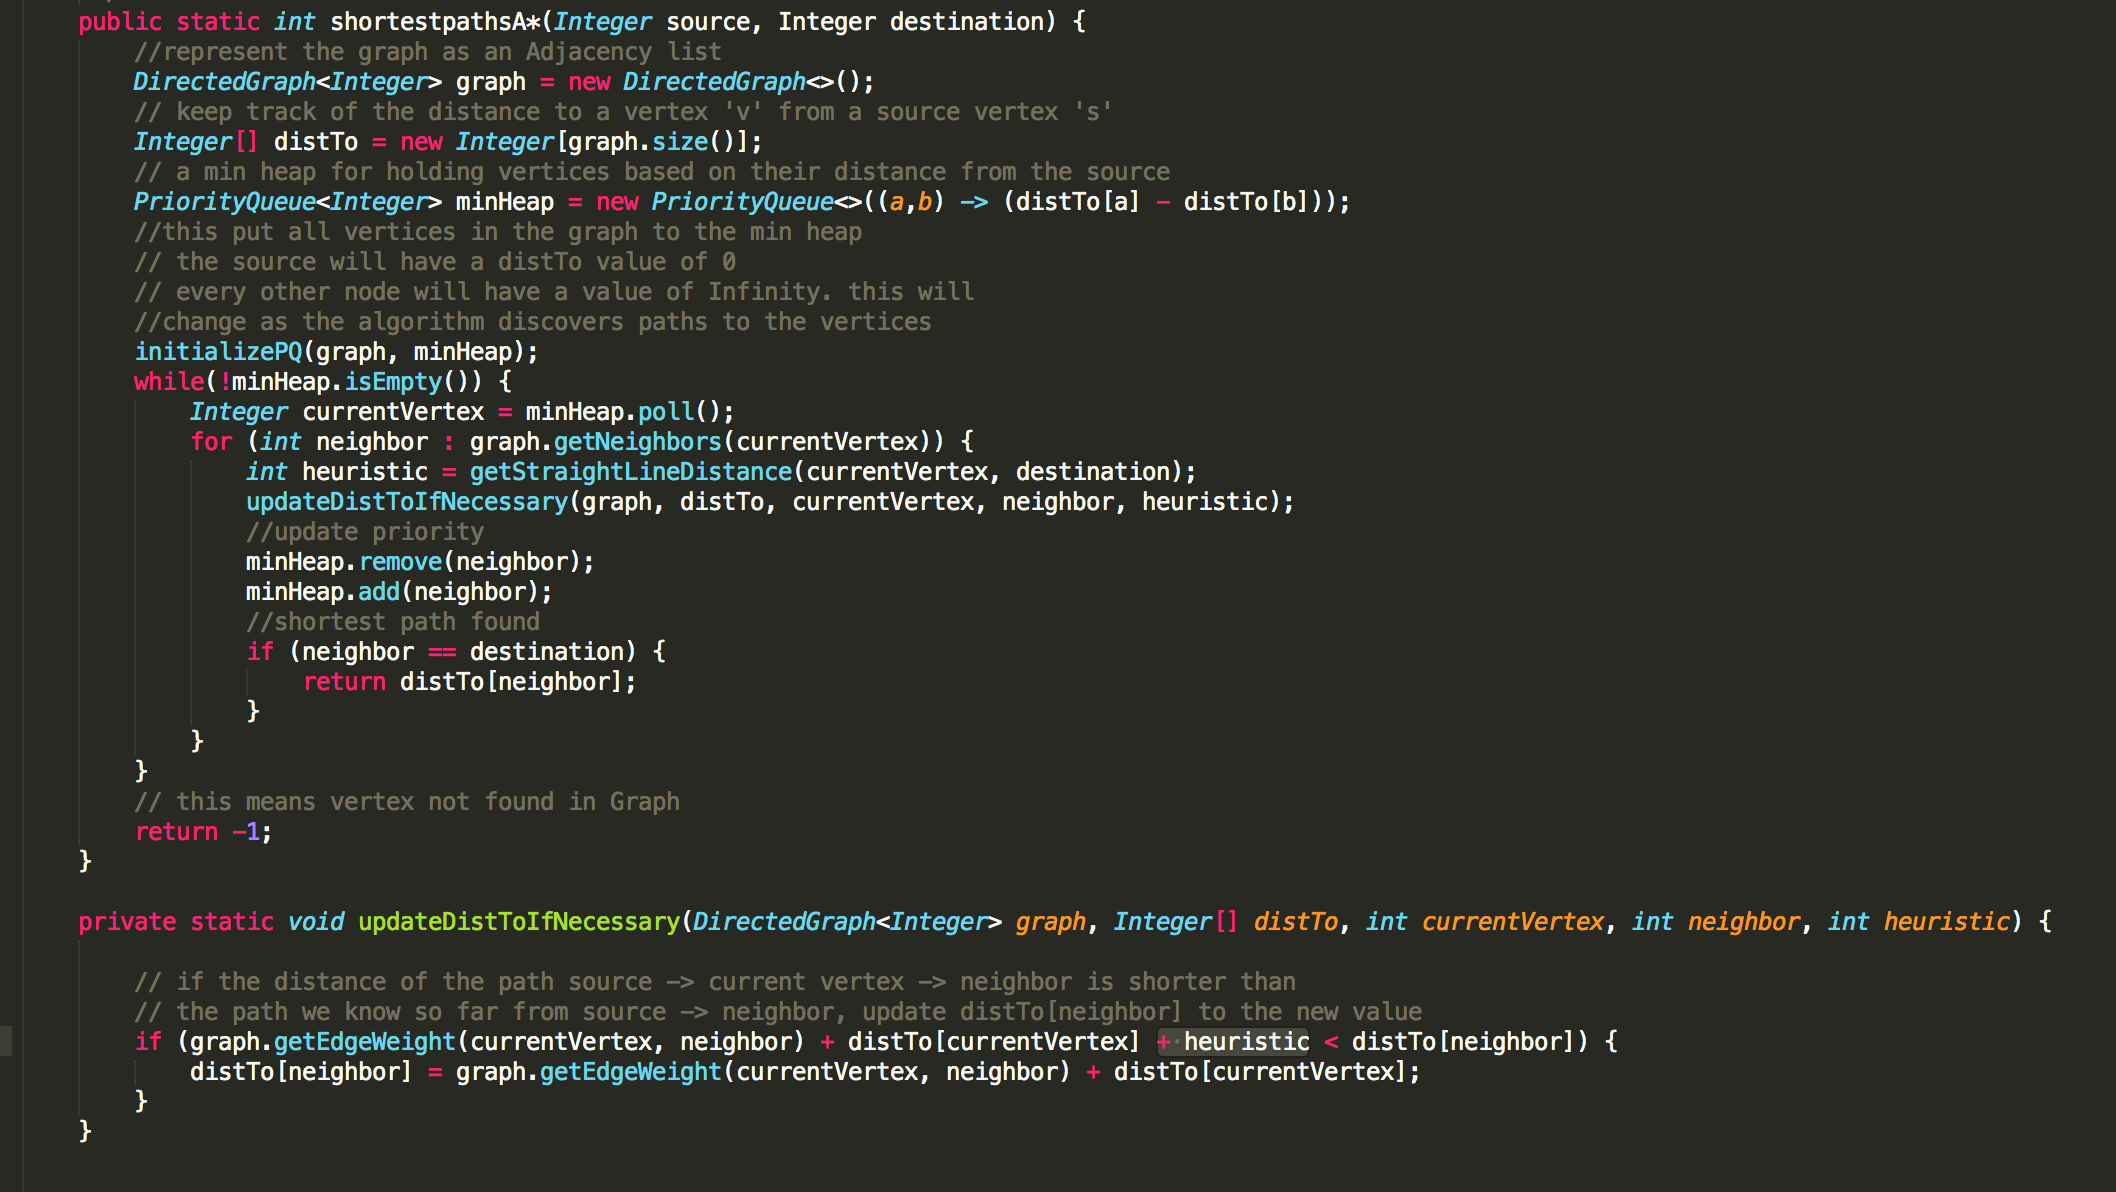 public static int shortestpathsA*(Integer source, Integer destination) {
//represent the graph as an Adjacency list
DirectedGraph<Integer> graph = new DirectedGraph<>();
// keep track of the distance to a vertex 'v' from a source vertex 's'
Integer[] distTo = new Integer[graph.size()];
// a min heap for holding vertices based on their distance from the source
PriorityQueue<Integer> minHeap = new PriorityQueue<>((a,b) -> (distTo[a] - distTo[b]));
//this put all vertices in the graph to the min heap
// the source will have a distTo value of 0
// every other node will have a value of Infinity. this will
//change as the algorithm discovers paths to the vertices
initializePQ(graph, minHeap);
while(!minHeap.isEmpty()) {
Integer currentVertex = minHeap.poll();
for (int neighbor : graph.getNeighbors(currentVertex)) {
int heuristic = getStraightLineDistance(currentVertex, destination);
updateDistToIfNecessary(graph, distTo, currentVertex, neighbor, heuristic);
//update priority
minHeap.remove(neighbor);
minHeap.add(neighbor);
//shortest path found
if (neighbor == destination) {
return distTo[neighbor];
}
}
}
// this means vertex not found in Graph
return -1;
}
private static void updateDistToIfNecessary(DirectedGraph<Integer> graph, Integer[] distTo, int currentVertex, int neighbor, int heuristic) {
// if the distance of the path source -> current vertex -> neighbor is shorter than
// the path we know so far from source -> neighbor, update distTo[neighbor] to the new value
if (graph.getEdgeWeight(currentVertex, neighbor) + distTo[currentVertex] + heuristic < distTo[neighbor]) {
distTo[neighbor] = graph.getEdgeWeight(currentVertex, neighbor) + distTo[currentVertex];
}
}